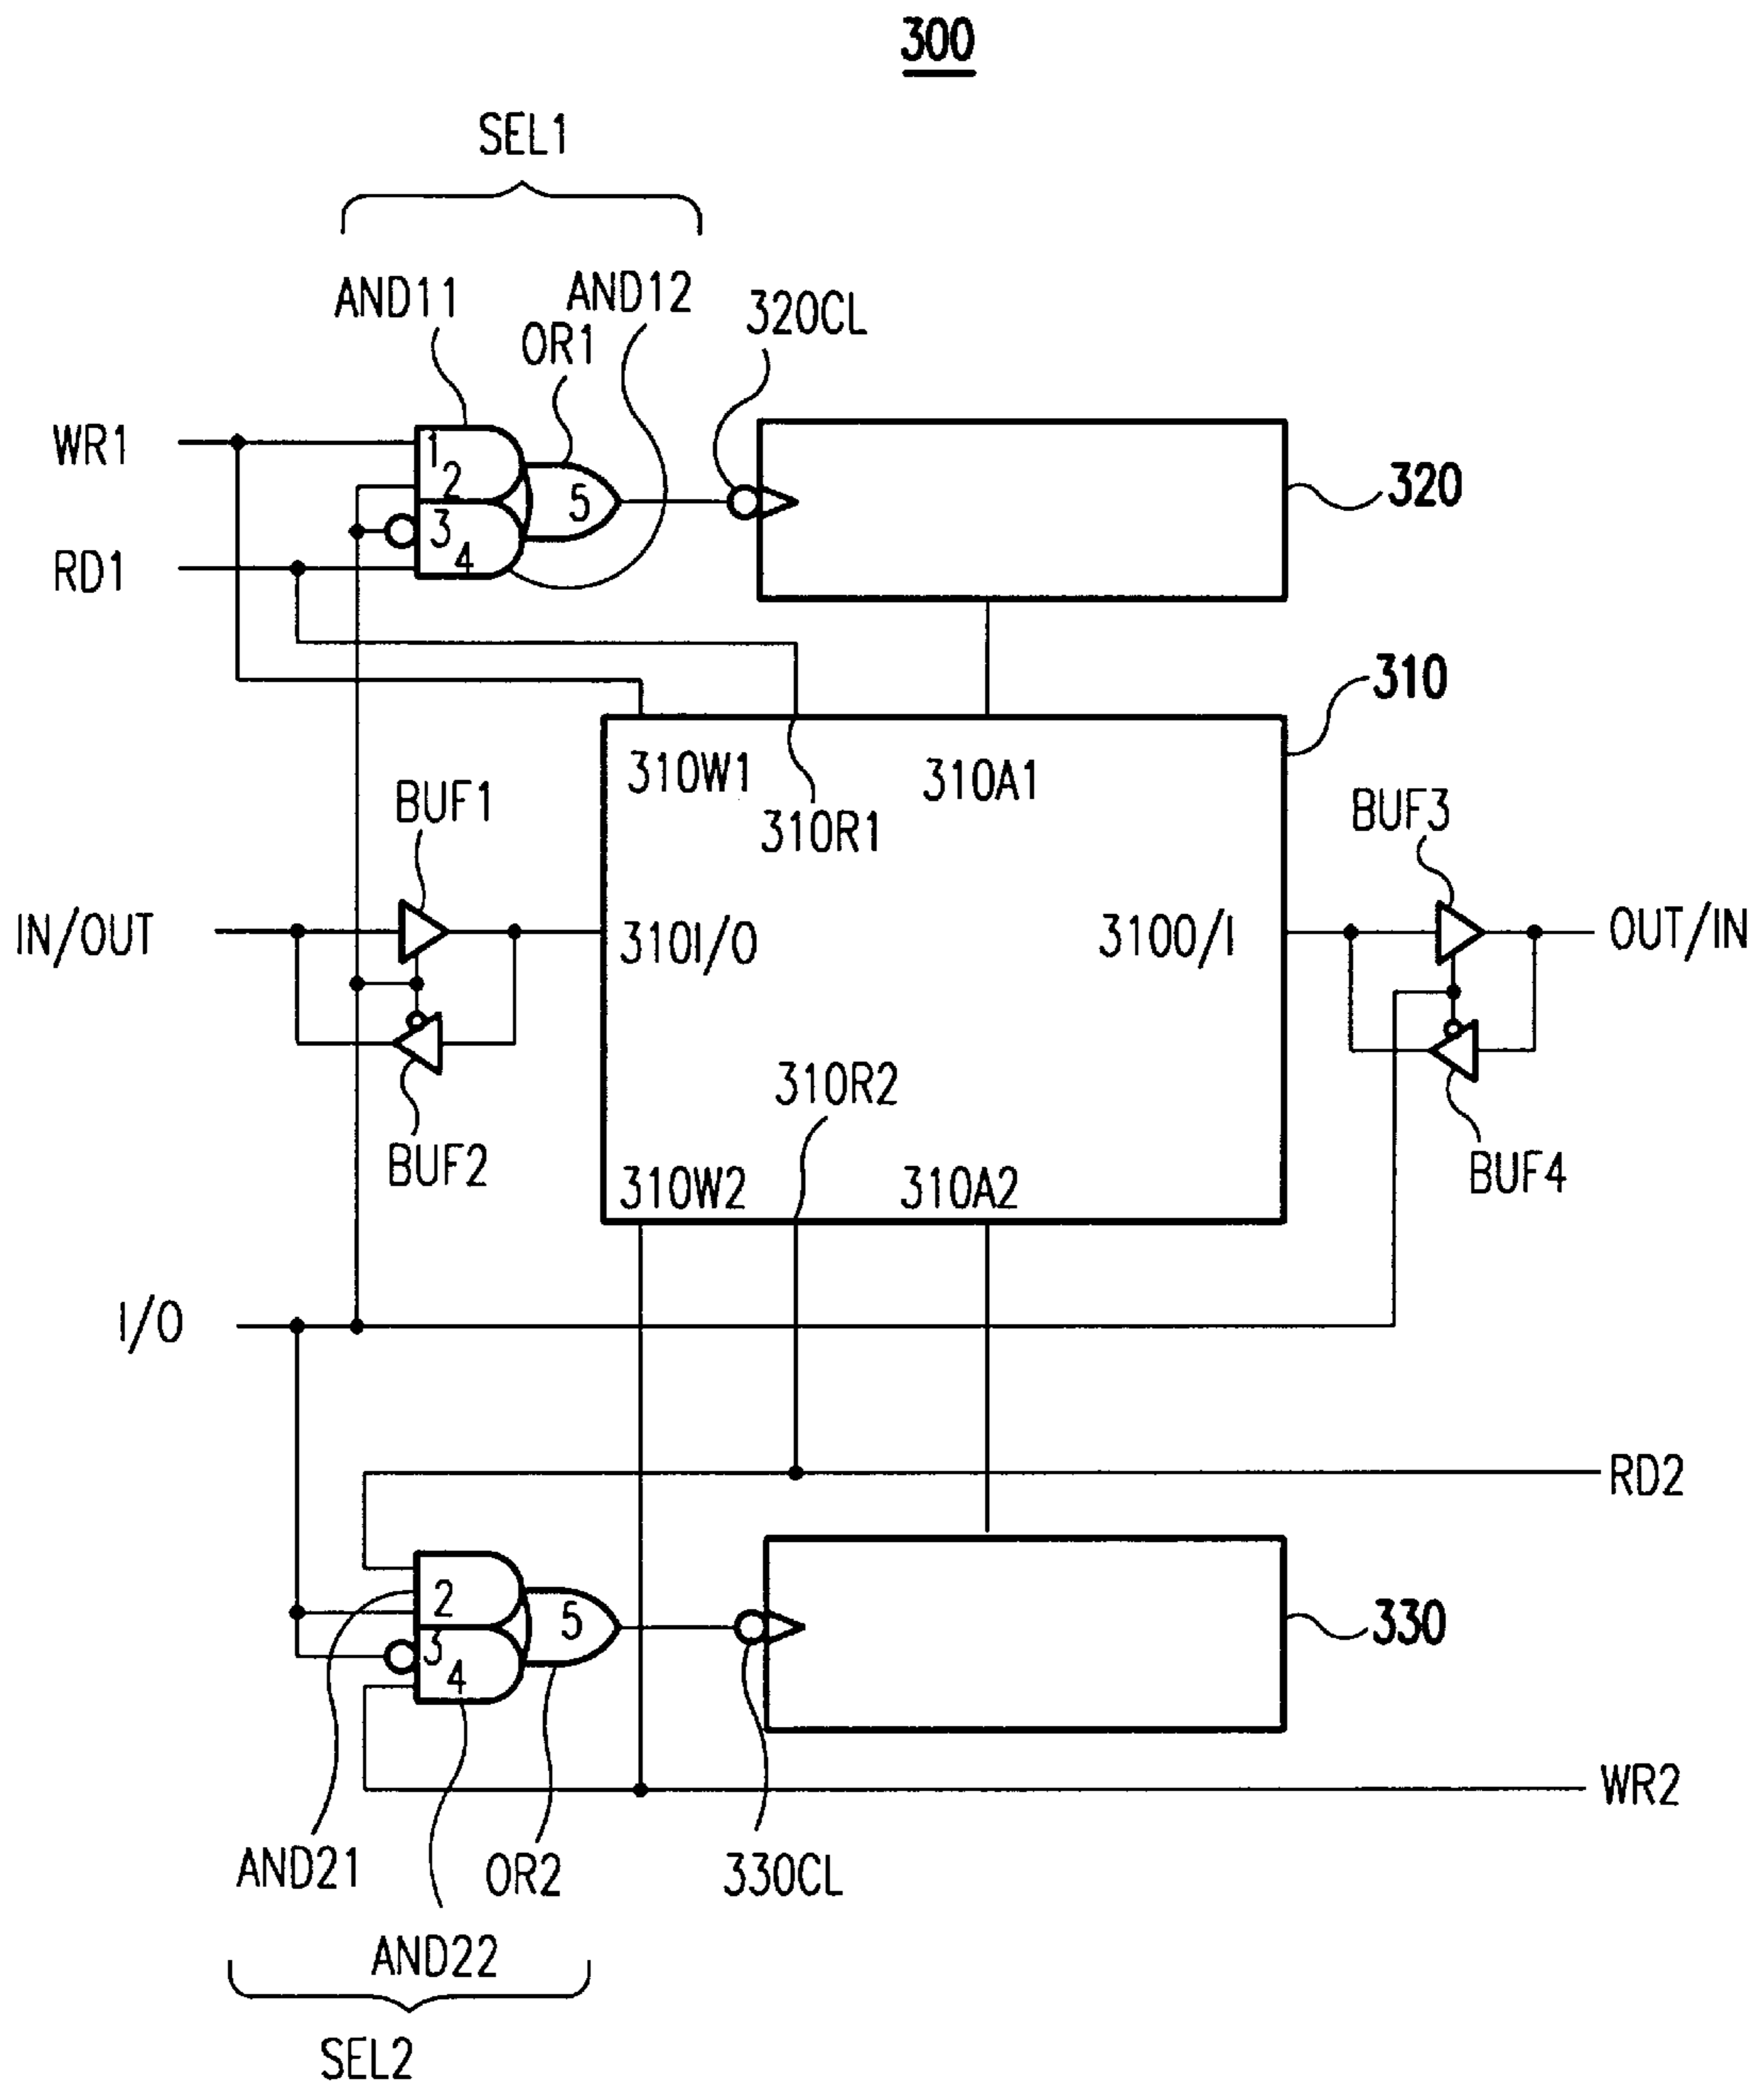 300
SEL1
AND11
OR1
AND12
320CL
WR1
1
2
3
4
5
320
RD1
310
310W1
310R1
310A1
BUF1
BUF3
IN/OUT
310I/O
310O/I
OUT/IN
BUF2
310R2
BUF4
310W2
310A2
I/O
RD2
2
3
4
5
330
WR2
AND21
OR2
330CL
AND22
SEL2